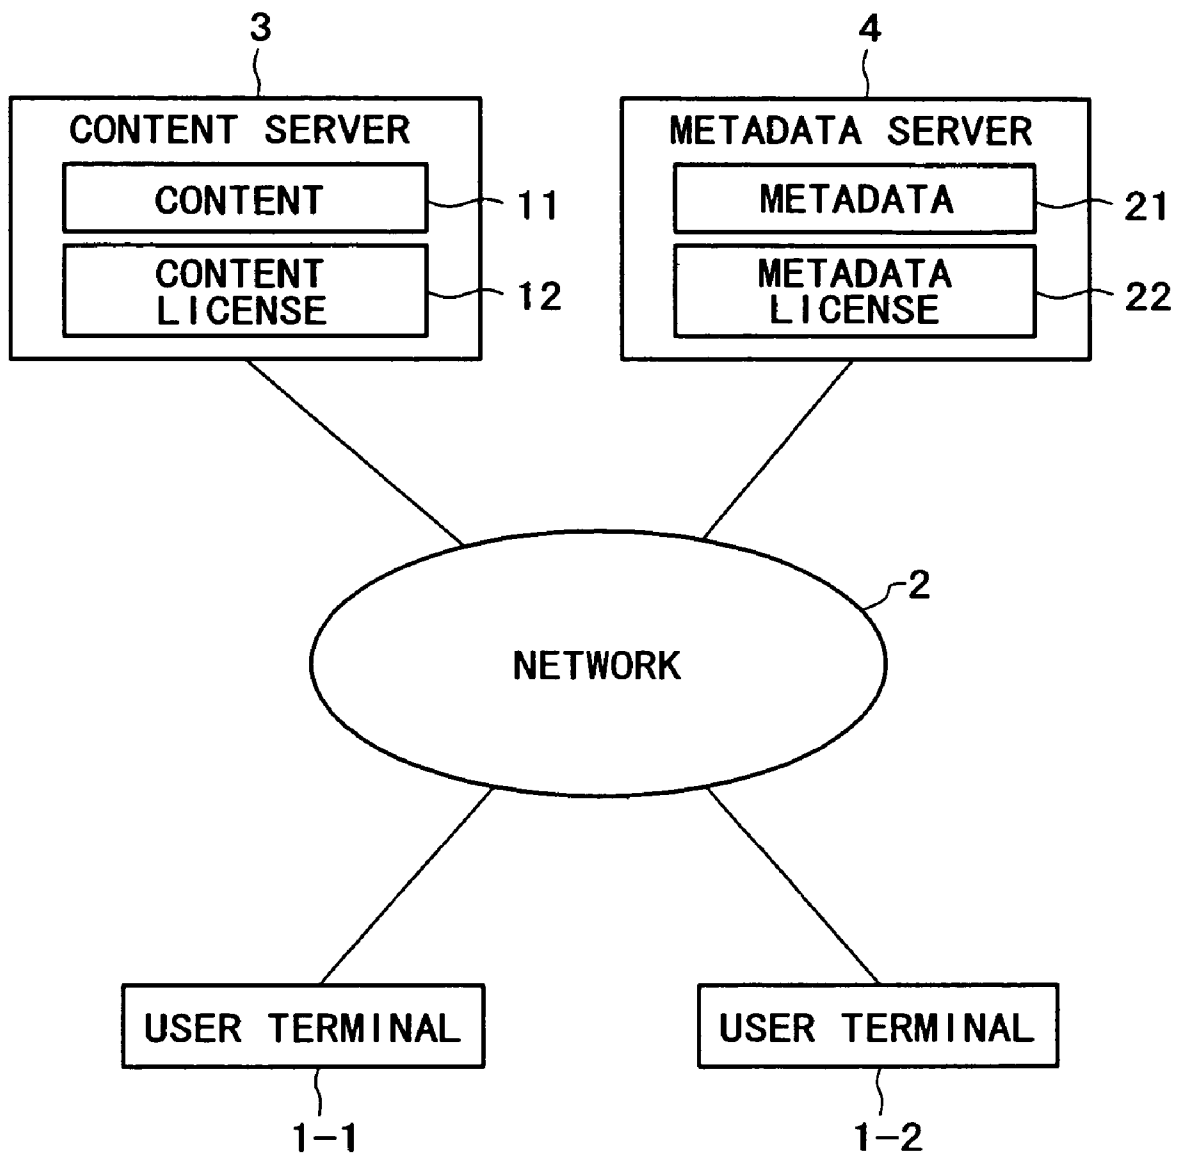 3
4
CONTENT SERVER
METADATA SERVER
CONTENT
11
METADATA
21
CONTENT
LICENSE
12
METADATA
LICENSE
22
2
NETWORK
USER TERMINAL
USER TERMINAL
1-1
1-2